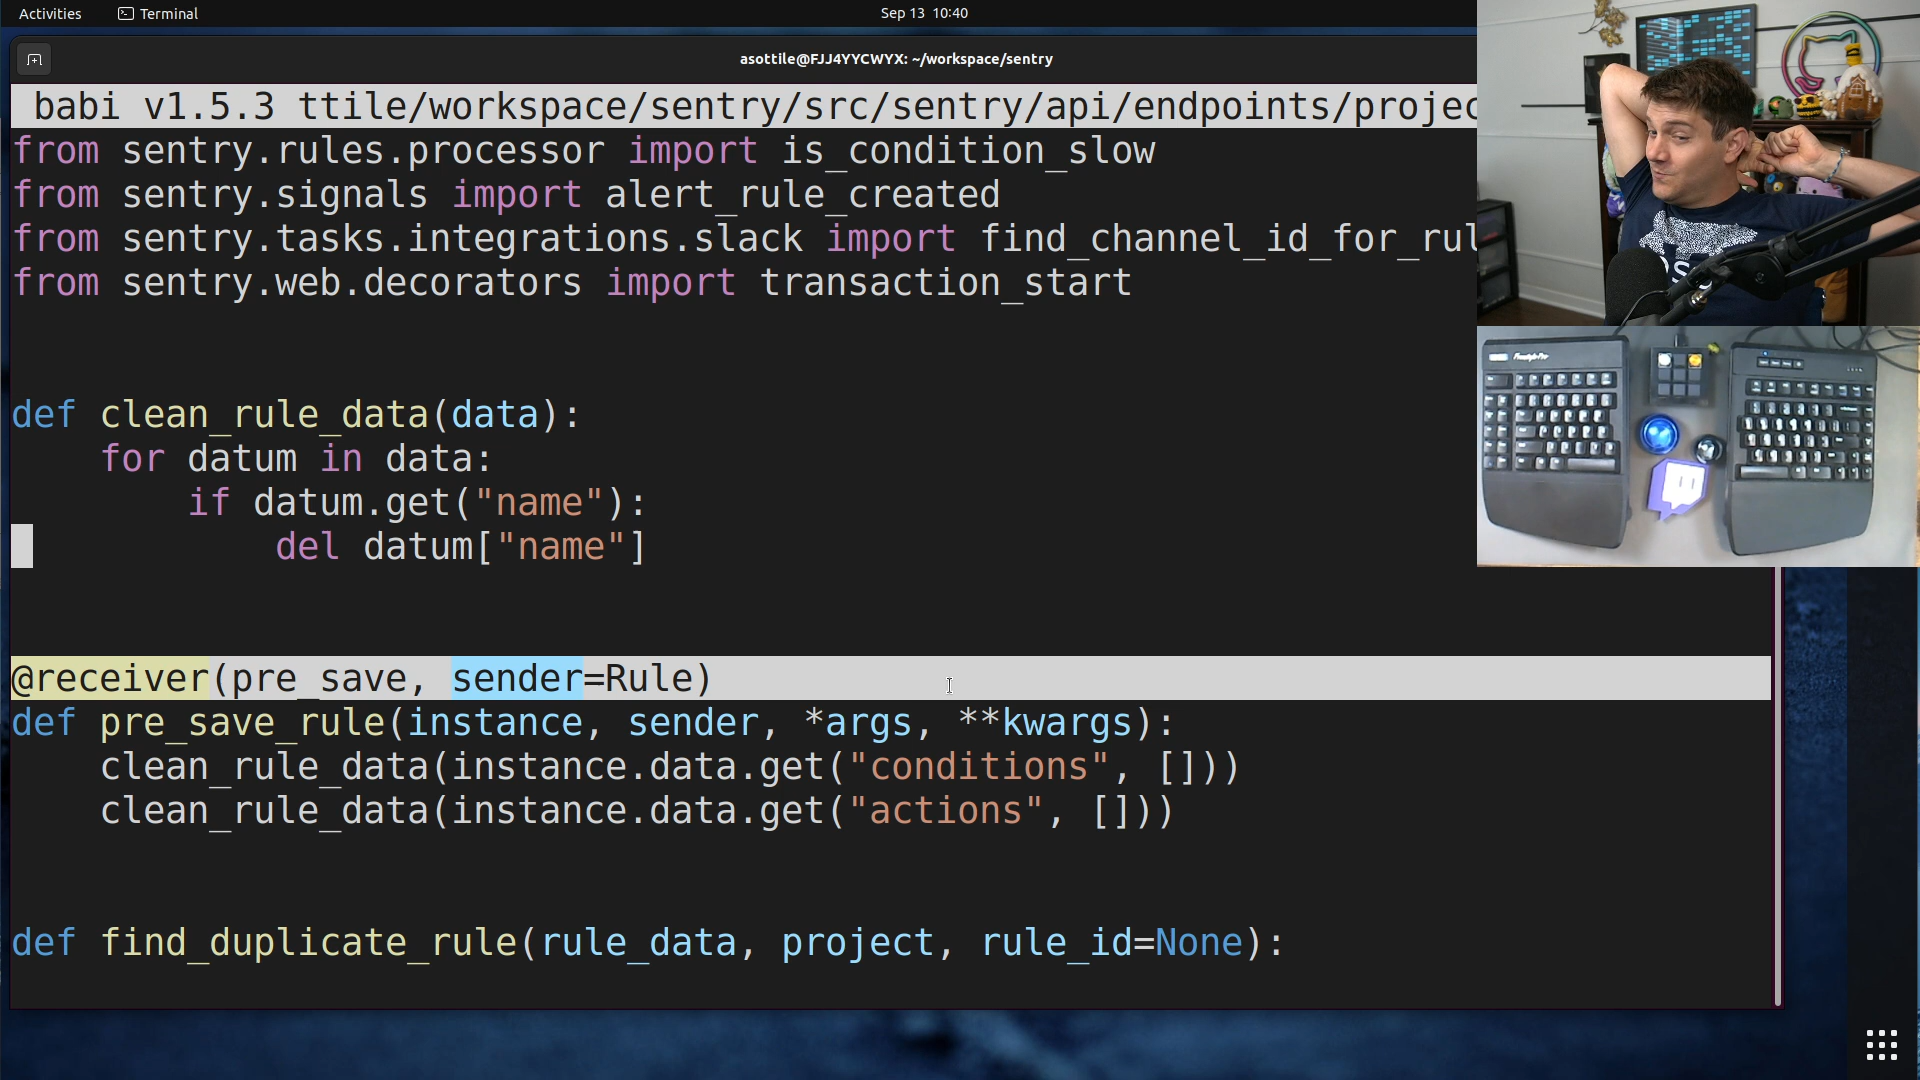 Activities
Terminal
Sep 13 10:40
asottile@FJJ4YYCWYX: ~/workspace/sentry
babi v1.5.3 ttile/workspace/sentry/src/sentry/api/endpoints/projec
from sentry.rules.processor import is_condition_slow
from sentry.signals import alert_rule_created
from sentry.tasks.integrations.slack import find_channel_id_for_rul
from sentry.web.decorators import transaction_start
def clean_rule_data(data):
for datum in data:
if datum.get("name"):
del datum["name"]
@receiver(pre_save, sender=Rule)
def pre_save_rule(instance, sender, *args, **kwargs):
clean_rule_data(instance.data.get("conditions", []))
clean_rule_data(instance.data.get("actions", []))
def find_duplicate_rule(rule_data, project, rule_id=None):